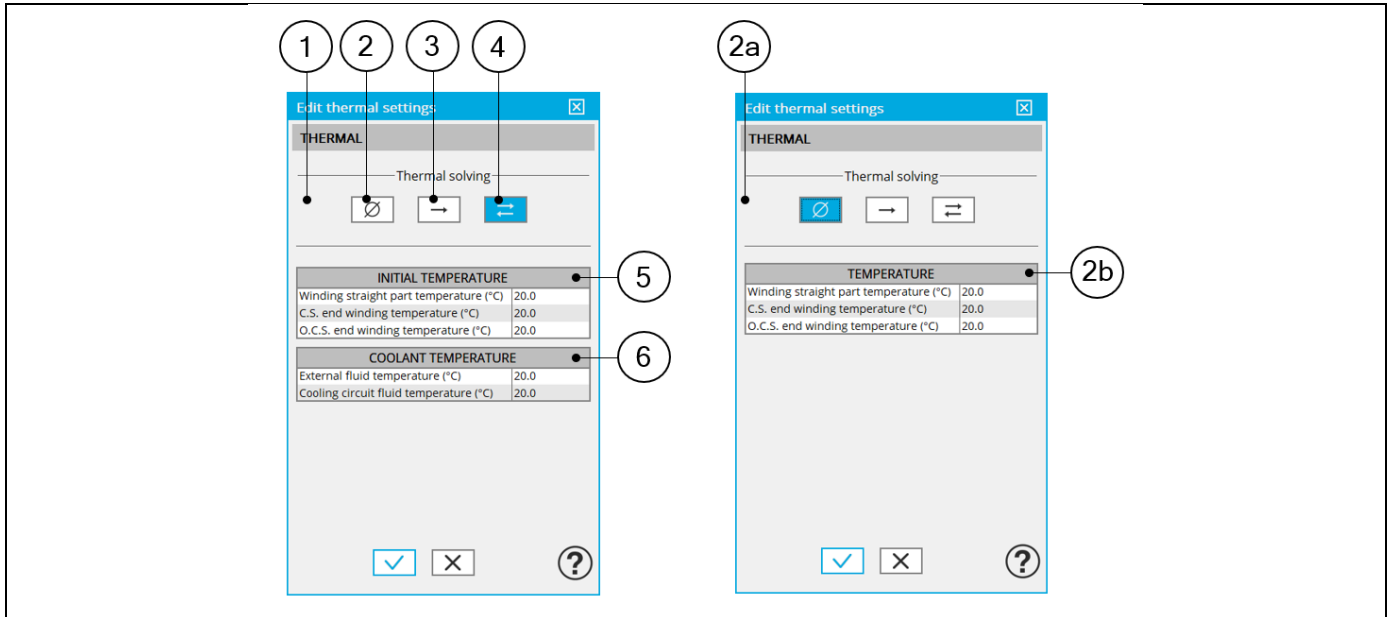 1 2 3 4
Edit thermal settings
THERMAL
Thermal solving
Ø → ⇄
INITIAL TEMPERATURE
5
Winding straight part temperature (°C) 20.0
C.S. end winding temperature (°C) 20.0
O.C.S. end winding temperature (°C) 20.0
COOLANT TEMPERATURE
6
External fluid temperature (°C) 20.0
Cooling circuit fluid temperature (°C) 20.0
?
2a
Edit thermal settings
THERMAL
Thermal solving
Ø → ⇄
TEMPERATURE
2b
Winding straight part temperature (°C) 20.0
C.S. end winding temperature (°C) 20.0
O.C.S. end winding temperature (°C) 20.0
?